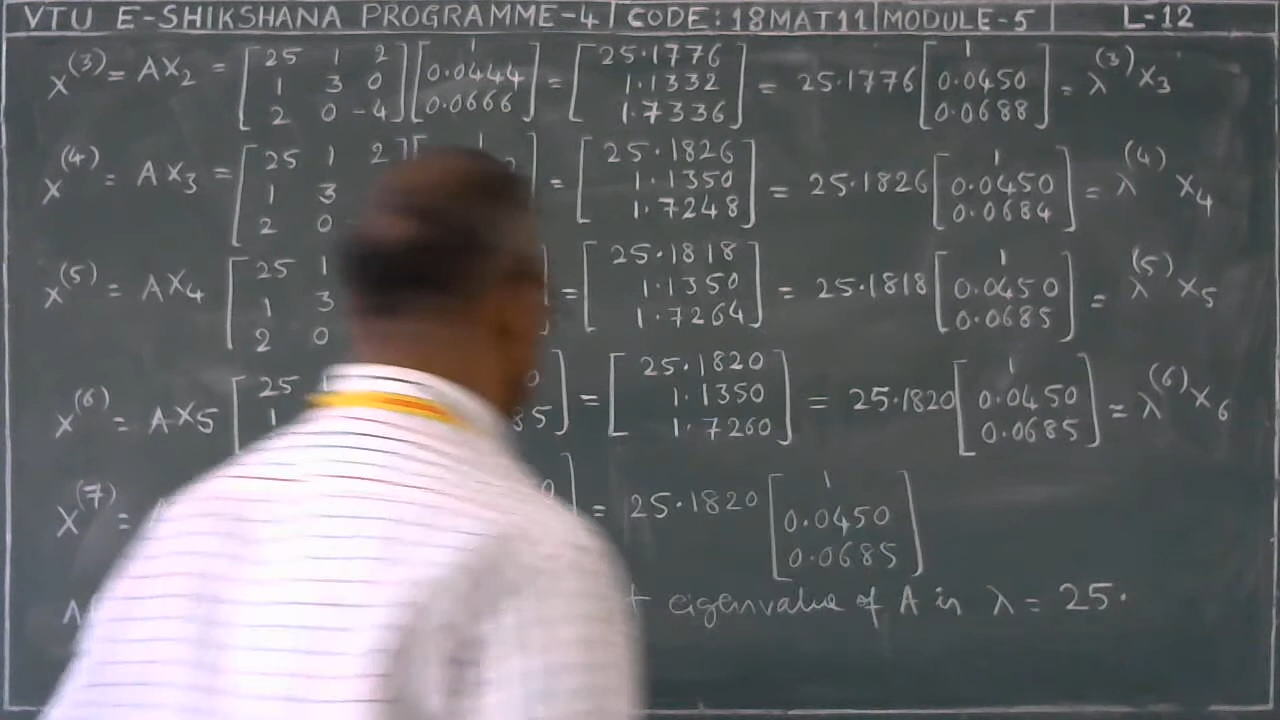 VTU E-SHIKSHANA PROGRAMME-4 | CODE: 18MAT11 | MODULE-5 | L-12
X^(3) = AX₂ = [25 1 2; 1 3 0; 2 0 -4] [1; 0.0444; 0.0666] = [25.1776; 1.1332; 1.7336] = 25.1776 [1; 0.0450; 0.0688] = λ^(3) X₃
X^(4) = AX₃ = [25 1 2; 1 3; 2 0 = [25.1826; 1.1350; 1.7248] = 25.1826 [1; 0.0450; 0.0684] = λ^(4) X₄
X^(5) = AX₄ [25 1; 1 3; 2 0 = [25.1818; 1.1350; 1.7264] = 25.1818 [1; 0.0450; 0.0685] = λ^(5) X₅
X^(6) = AX₅ [25 = [25.1820; 1.1350; 1.7260] = 25.1820 [1; 0.0450; 0.0685] = λ^(6) X₆
X^(7) = = 25.1820 [1; 0.0450; 0.0685]
eigenvalue of A is λ = 25.